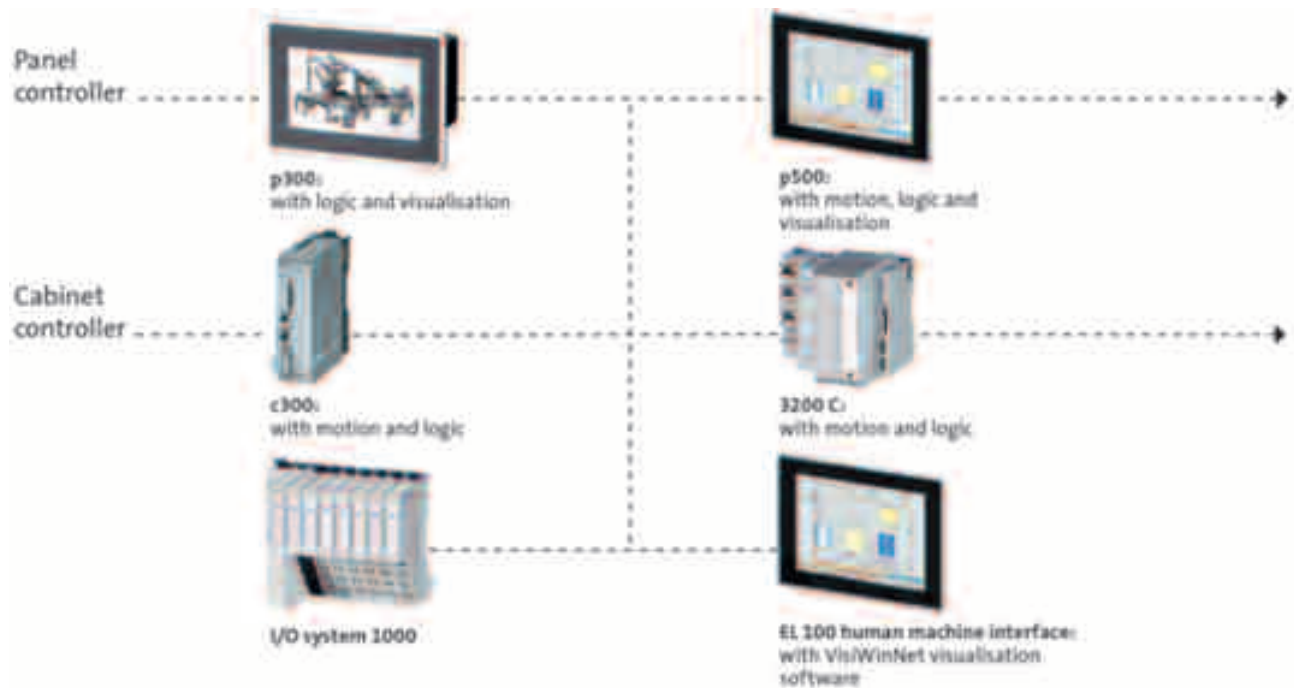 Panel
controller
p300:
with logic and visualisation
p500:
with motion, logic and
visualisation
Cabinet
controller
c300:
with motion and logic
3200 C:
with motion and logic
I/O system 1000
EL 100 human machine interface:
with VisiWinNet visualisation
software